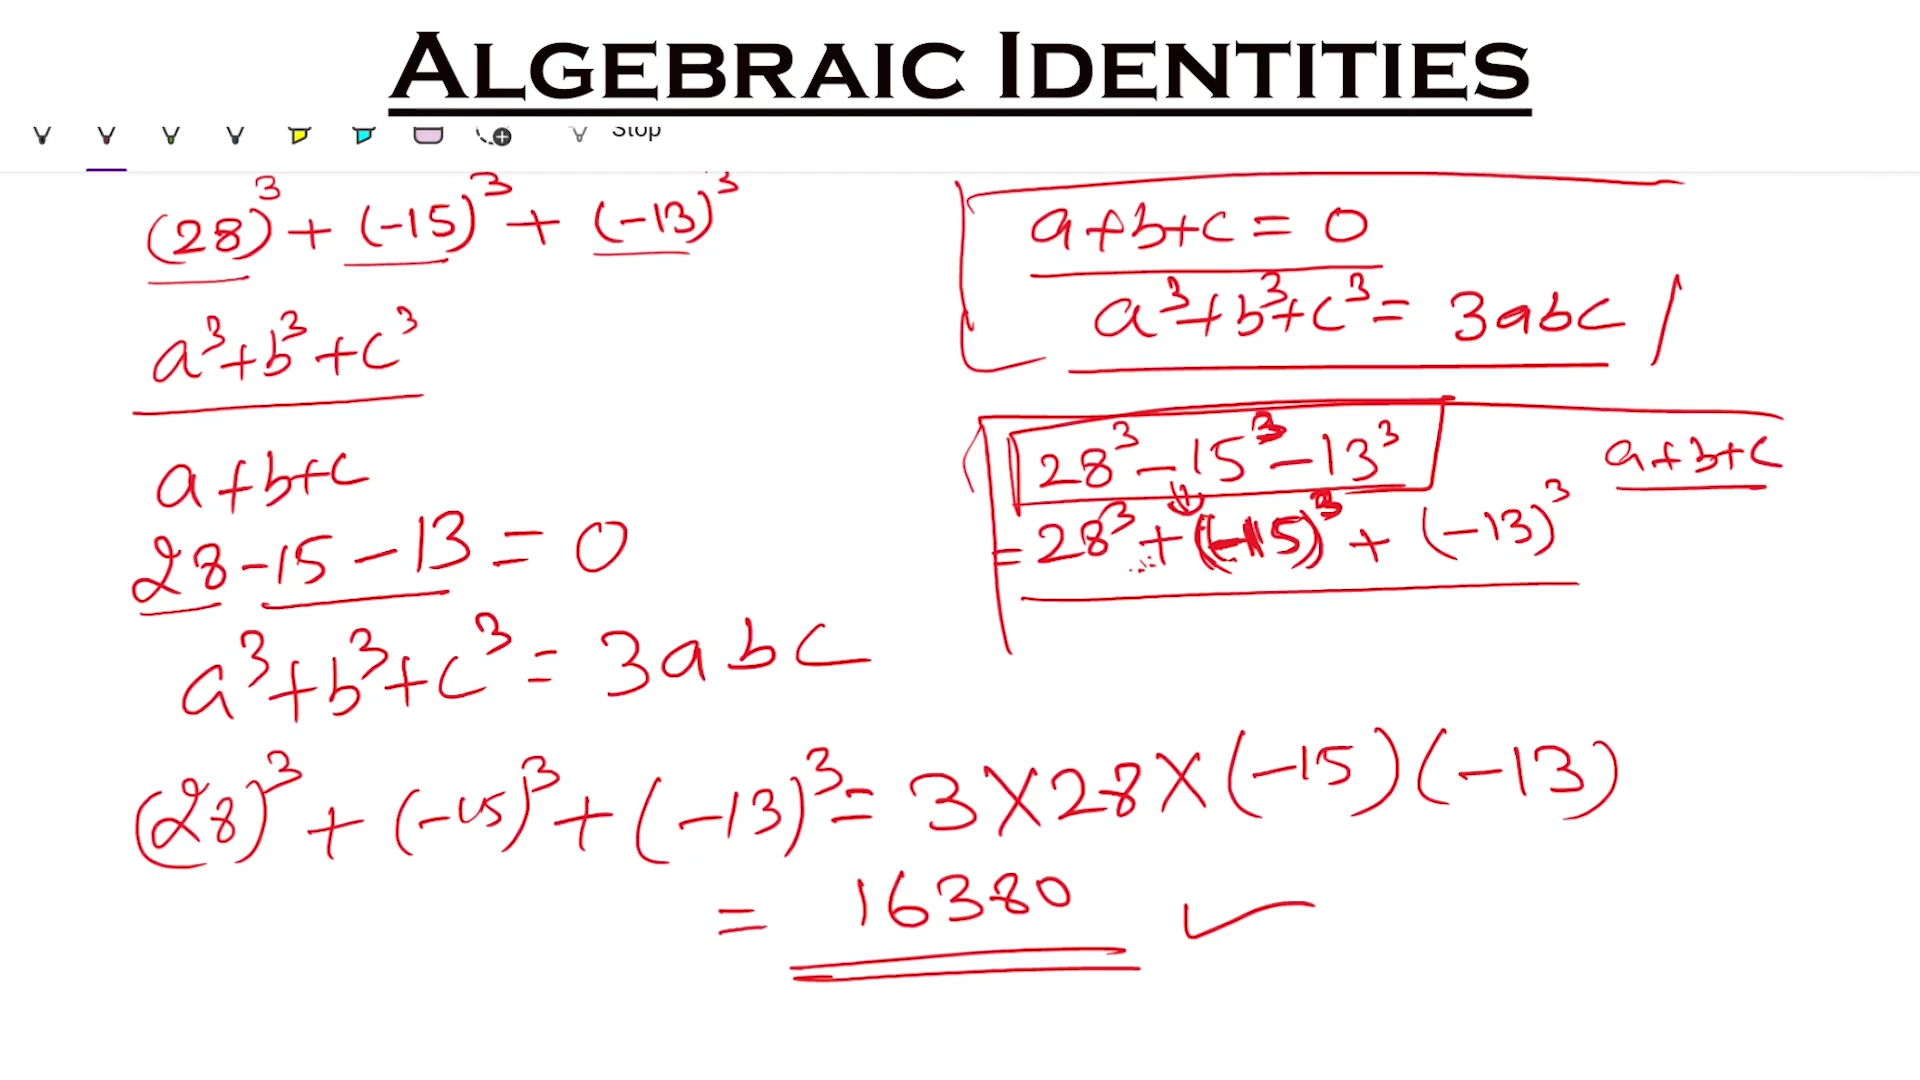 ALGEBRAIC IDENTITIES
Stop
(28)³ + (-15)³ + (-13)³
a³+b³+c³
a+b+c
28-15-13 = 0
a³+b³+c³ = 3abc
a+b+c = 0
a³+b³+c³ = 3abc
28³-15³-13³
a+b+c
= 28³ + (-15)³ + (-13)³
(28)³ + (-15)³ + (-13)³ = 3×28×(-15)(-13)
= 16380